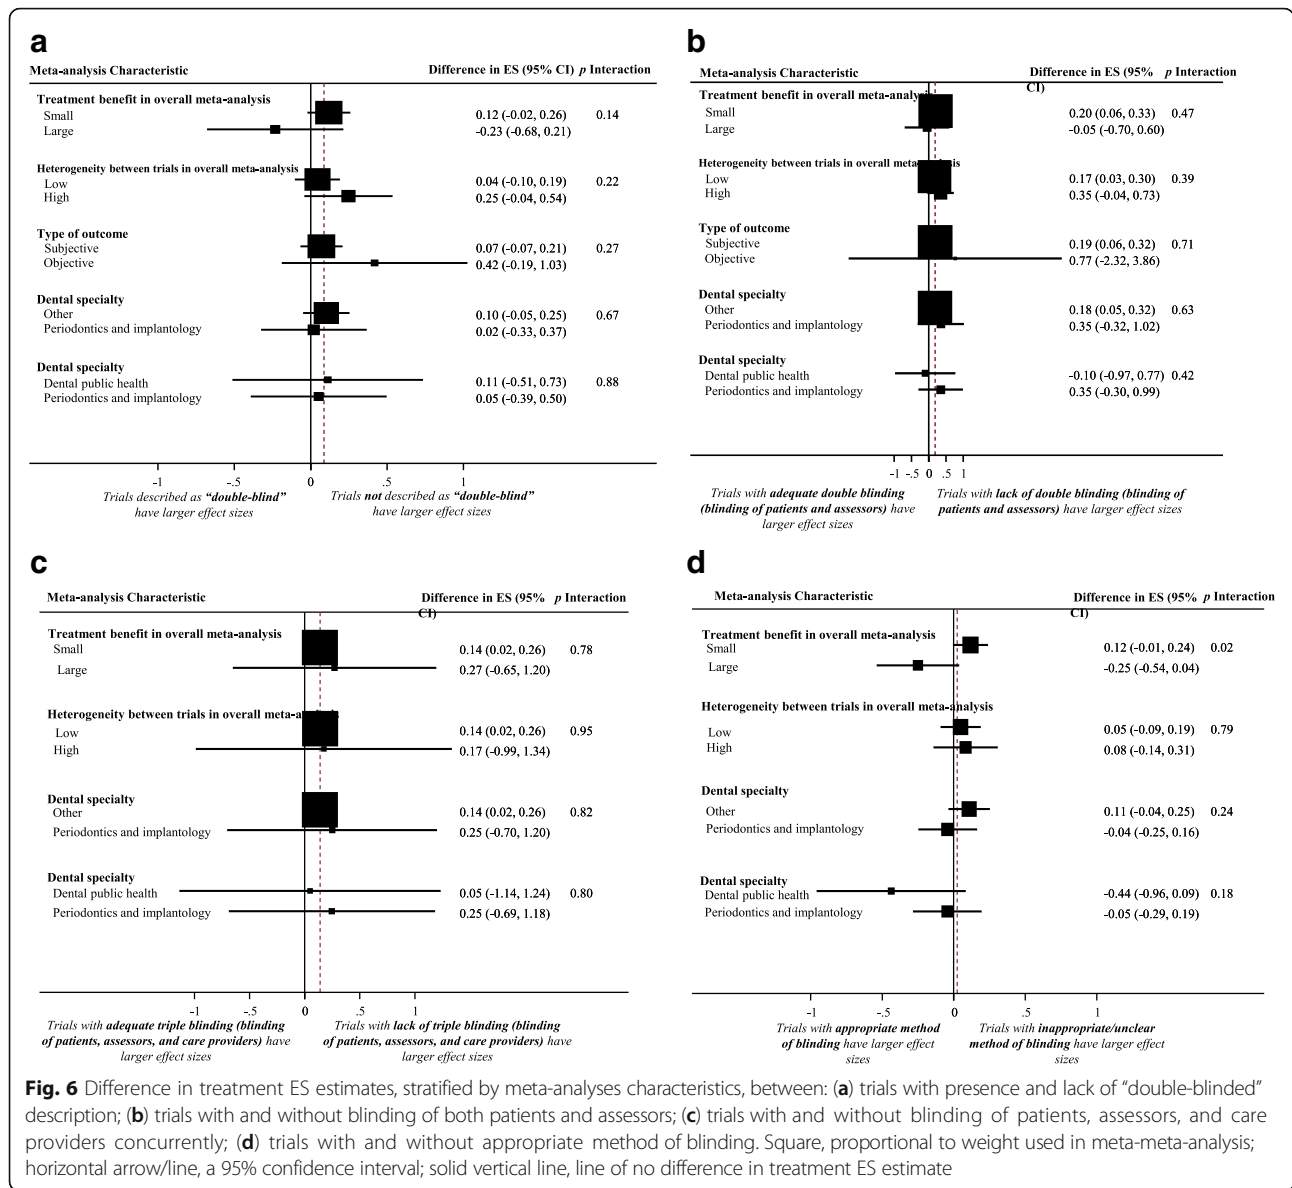 a
Meta-analysis Characteristic Difference in ES (95% CI) p Interaction
Treatment benefit in overall meta-analysis
Small 0.12 (-0.02, 0.26) 0.14
Large -0.23 (-0.68, 0.21)
Heterogeneity between trials in overall meta-analysis
Low 0.04 (-0.10, 0.19) 0.22
High 0.25 (-0.04, 0.54)
Type of outcome
Subjective 0.07 (-0.07, 0.21) 0.27
Objective 0.42 (-0.19, 1.03)
Dental specialty
Other 0.10 (-0.05, 0.25) 0.67
Periodontics and implantology 0.02 (-0.33, 0.37)
Dental specialty
Dental public health 0.11 (-0.51, 0.73) 0.88
Periodontics and implantology 0.05 (-0.39, 0.50)
-1 -.5 0 .5 1
Trials described as “double-blind” Trials not described as “double-blind”
have larger effect sizes have larger effect sizes
b
Meta-analysis Characteristic Difference in ES (95% p Interaction
CI)
Treatment benefit in overall meta-analysis
Small 0.20 (0.06, 0.33) 0.47
Large -0.05 (-0.70, 0.60)
Heterogeneity between trials in overall meta-analysis
Low 0.17 (0.03, 0.30) 0.39
High 0.35 (-0.04, 0.73)
Type of outcome
Subjective 0.19 (0.06, 0.32) 0.71
Objective 0.77 (-2.32, 3.86)
Dental specialty
Other 0.18 (0.05, 0.32) 0.63
Periodontics and implantology 0.35 (-0.32, 1.02)
Dental specialty
Dental public health -0.10 (-0.97, 0.77) 0.42
Periodontics and implantology 0.35 (-0.30, 0.99)
-1 -.5 0 .5 1
Trials with adequate double blinding Trials with lack of double blinding (blinding of
(blinding of patients and assessors) have patients and assessors) have larger effect sizes
larger effect sizes
c
Meta-analysis Characteristic Difference in ES (95% p Interaction
CI)
Treatment benefit in overall meta-analysis
Small 0.14 (0.02, 0.26) 0.78
Large 0.27 (-0.65, 1.20)
Heterogeneity between trials in overall meta-analysis
Low 0.14 (0.02, 0.26) 0.95
High 0.17 (-0.99, 1.34)
Dental specialty
Other 0.14 (0.02, 0.26) 0.82
Periodontics and implantology 0.25 (-0.70, 1.20)
Dental specialty
Dental public health 0.05 (-1.14, 1.24) 0.80
Periodontics and implantology 0.25 (-0.69, 1.18)
-1 -.5 0 .5 1
Trials with adequate triple blinding (blinding Trials with lack of triple blinding (blinding
of patients, assessors, and care providers) have of patients, assessors, and care providers) have
larger effect sizes larger effect sizes
d
Meta-analysis Characteristic Difference in ES (95% p Interaction
CI)
Treatment benefit in overall meta-analysis
Small 0.12 (-0.01, 0.24) 0.02
Large -0.25 (-0.54, 0.04)
Heterogeneity between trials in overall meta-analysis
Low 0.05 (-0.09, 0.19) 0.79
High 0.08 (-0.14, 0.31)
Dental specialty
Other 0.11 (-0.04, 0.25) 0.24
Periodontics and implantology -0.04 (-0.25, 0.16)
Dental specialty
Dental public health -0.44 (-0.96, 0.09) 0.18
Periodontics and implantology -0.05 (-0.29, 0.19)
-1 -.5 0 .5 1
Trials with appropriate method Trials with inappropriate/unclear
of blinding have larger effect method of blinding have larger effect
sizes sizes
Fig. 6 Difference in treatment ES estimates, stratified by meta-analyses characteristics, between: (a) trials with presence and lack of “double-blinded”
description; (b) trials with and without blinding of both patients and assessors; (c) trials with and without blinding of patients, assessors, and care
providers concurrently; (d) trials with and without appropriate method of blinding. Square, proportional to weight used in meta-meta-analysis;
horizontal arrow/line, a 95% confidence interval; solid vertical line, line of no difference in treatment ES estimate